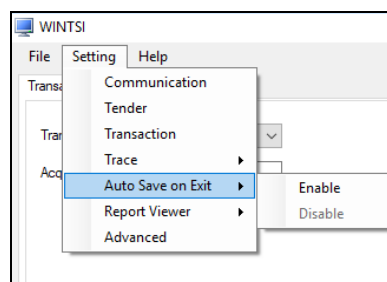 WINTSI
File Setting Help
Transa
Communication
Tender
Tran
Transaction
Trace
Acq
Auto Save on Exit
Enable
Report Viewer
Disable
Advanced